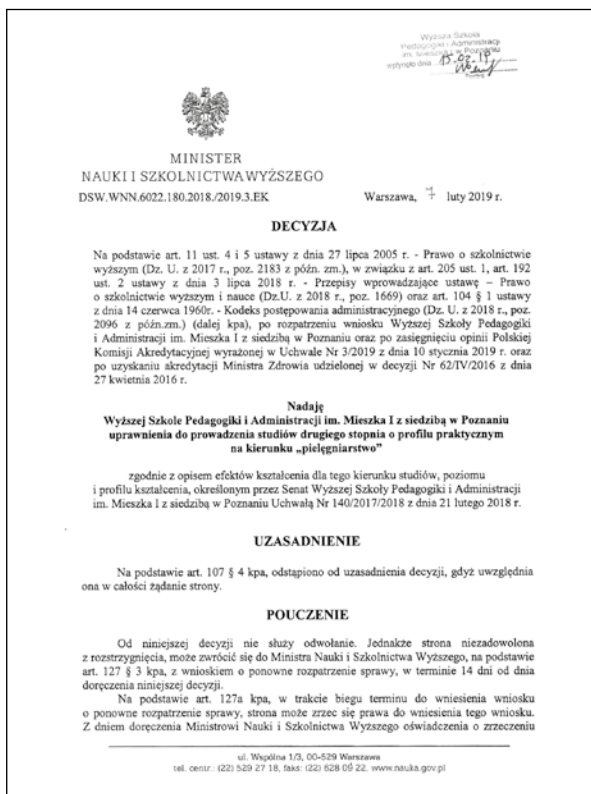 Wyższa Szkoła
Pedagogiki i Administracji
im. Mieszka I w Poznaniu
wpłynęło dnia 15.02.19
MINISTER
NAUKI I SZKOLNICTWA WYŻSZEGO
DSW.WNN.6022.180.2018./2019.3.EK
Warszawa, 7 luty 2019 r.
DECYZJA
Na podstawie art. 11 ust. 4 i 5 ustawy z dnia 27 lipca 2005 r. - Prawo o szkolnictwie
wyższym (Dz. U. z 2017 r., poz. 2183 z późn. zm.), w związku z art. 205 ust. 1, art. 192
ust. 2 ustawy z dnia 3 lipca 2018 r. - Przepisy wprowadzające ustawę – Prawo
o szkolnictwie wyższym i nauce (Dz.U. z 2018 r., poz. 1669) oraz art. 104 § 1 ustawy
z dnia 14 czerwca 1960r. - Kodeks postępowania administracyjnego (Dz. U. z 2018 r., poz.
2096 z późn.zm.) (dalej kpa), po rozpatrzeniu wniosku Wyższej Szkoły Pedagogiki
i Administracji im. Mieszka I z siedzibą w Poznaniu oraz po zasięgnięciu opinii Polskiej
Komisji Akredytacyjnej wyrażonej w Uchwale Nr 3/2019 z dnia 10 stycznia 2019 r. oraz
po uzyskaniu akredytacji Ministra Zdrowia udzielonej w decyzji Nr 62/IV/2016 z dnia
27 kwietnia 2016 r.
Nadaję
Wyższej Szkole Pedagogiki i Administracji im. Mieszka I z siedzibą w Poznaniu
uprawnienia do prowadzenia studiów drugiego stopnia o profilu praktycznym
na kierunku „pielęgniarstwo”
zgodnie z opisem efektów kształcenia dla tego kierunku studiów, poziomu
i profilu kształcenia, określonym przez Senat Wyższej Szkoły Pedagogiki i Administracji
im. Mieszka I z siedzibą w Poznaniu Uchwałą Nr 140/2017/2018 z dnia 21 lutego 2018 r.
UZASADNIENIE
Na podstawie art. 107 § 4 kpa, odstąpiono od uzasadnienia decyzji, gdyż uwzględnia
ona w całości żądanie strony.
POUCZENIE
Od niniejszej decyzji nie służy odwołanie. Jednakże strona niezadowolona
z rozstrzygnięcia, może zwrócić się do Ministra Nauki i Szkolnictwa Wyższego, na podstawie
art. 127 § 3 kpa, z wnioskiem o ponowne rozpatrzenie sprawy, w terminie 14 dni od dnia
doręczenia niniejszej decyzji.
Na podstawie art. 127a kpa, w trakcie biegu terminu do wniesienia wniosku
o ponowne rozpatrzenie sprawy, strona może zrzec się prawa do wniesienia tego wniosku.
Z dniem doręczenia Ministrowi Nauki i Szkolnictwa Wyższego oświadczenia o zrzeczeniu
ul. Wspólna 1/3, 00-529 Warszawa
tel. centr.: (22) 529 27 18, faks: (22) 628 09 22, www.nauka.gov.pl